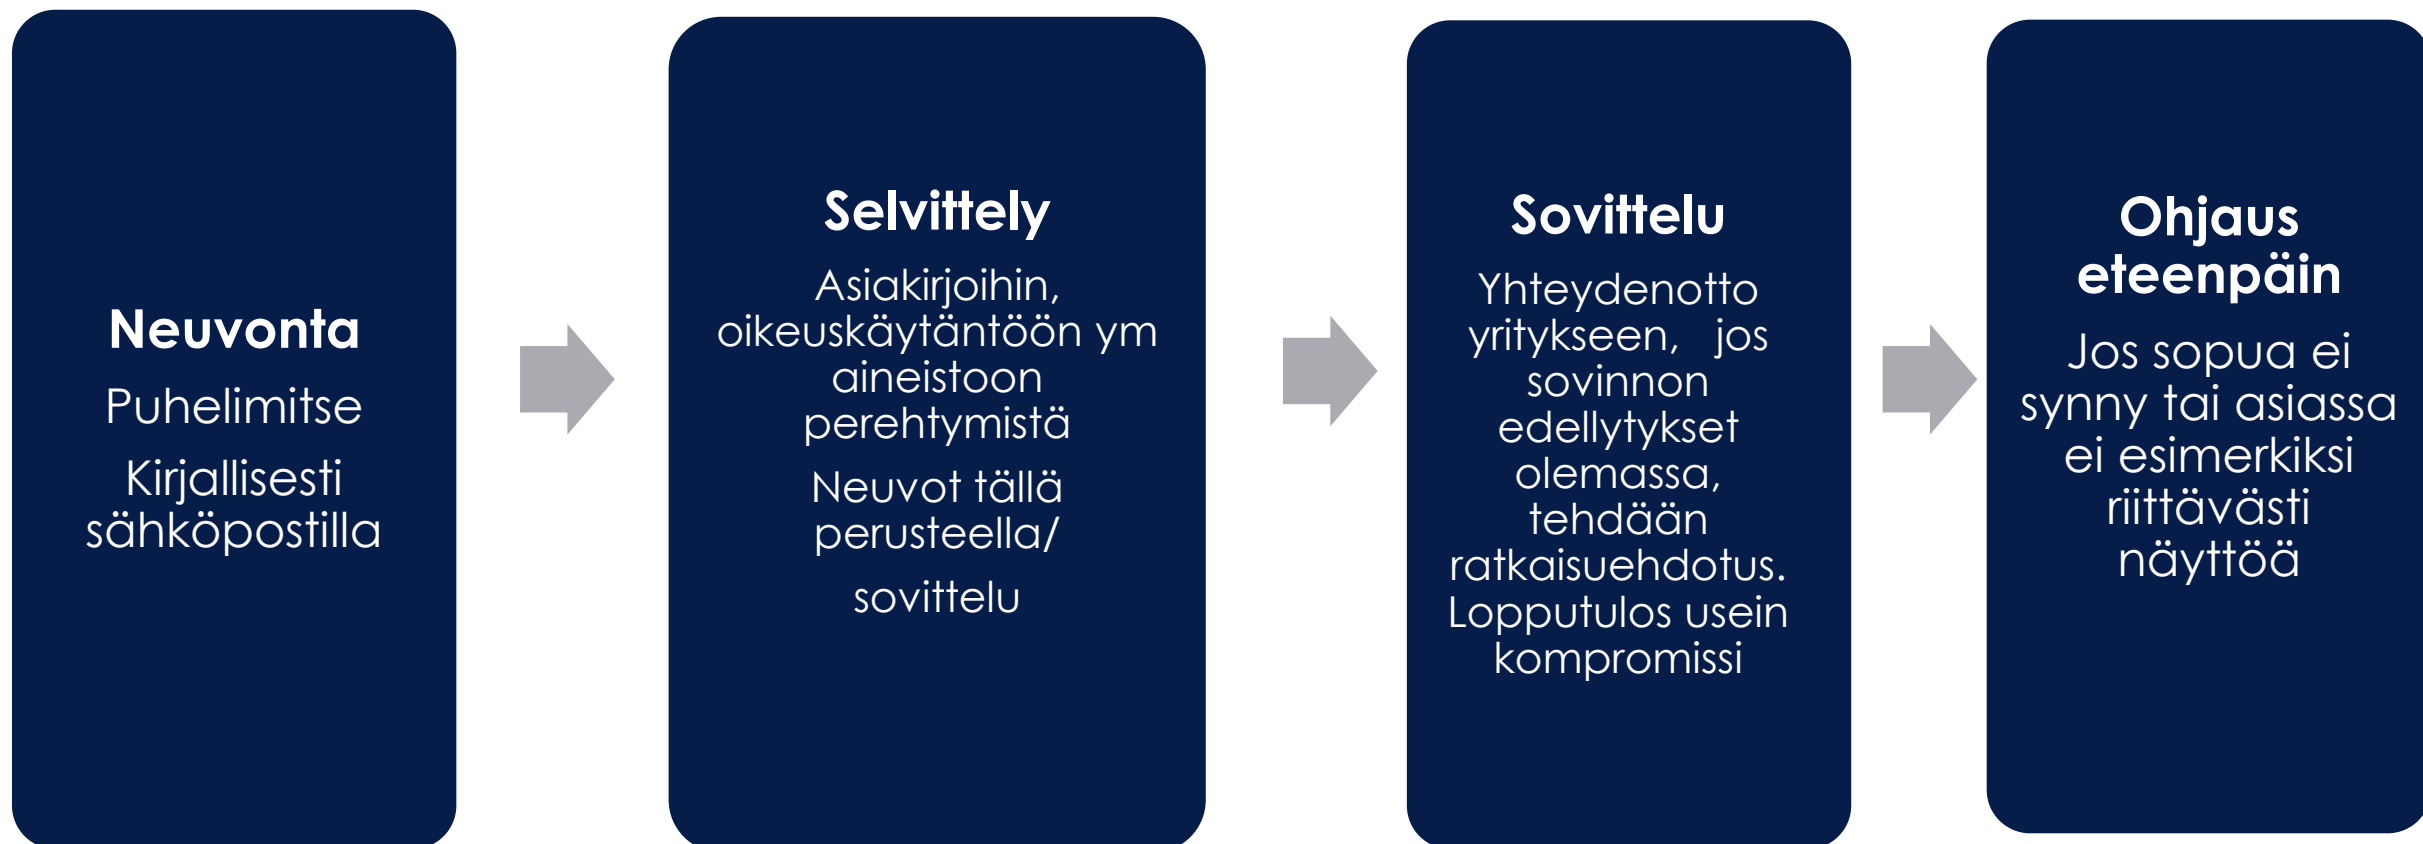 Neuvonta
Puhelimitse
Kirjallisesti
sähköpostilla
Selvittely
Asiakirjoihin,
oikeuskäytäntöön ym
aineistoon
perehtymistä
Neuvot tällä
perusteella/
sovittelu
Sovittelu
Yhteydenotto
yritykseen, jos
sovinnon
edellytykset
olemassa,
tehdään
ratkaisuehdotus.
Lopputulos usein
kompromissi
Ohjaus
eteenpäin
Jos sopua ei
synny tai asiassa
ei esimerkiksi
riittävästi
näyttöä